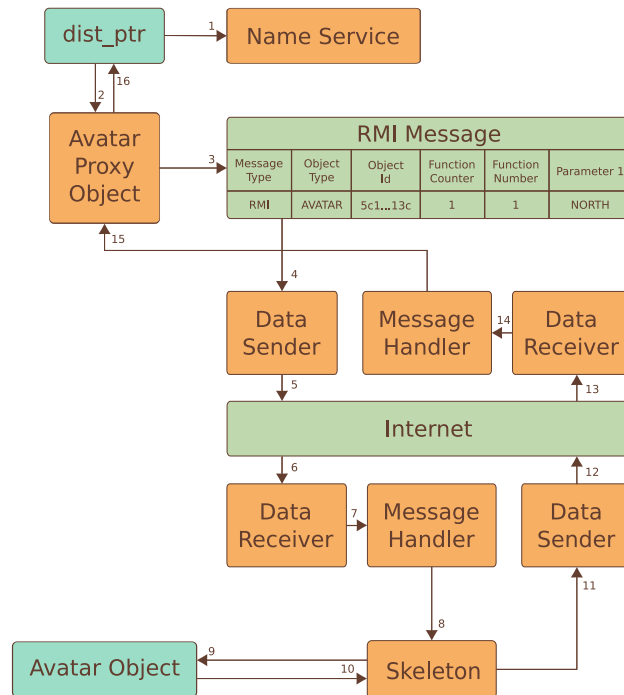 dist_ptr
1
Name Service
2
16
Avatar
Proxy
Object
3
RMI Message
Message Type
Object Type
Object Id
Function Counter
Function Number
Parameter 1
RMI
AVATAR
5c1...13c
1
1
NORTH
15
4
Data
Sender
Message
Handler
14
Data
Receiver
5
13
Internet
6
12
Data
Receiver
7
Message
Handler
Data
Sender
8
11
Avatar Object
9
10
Skeleton